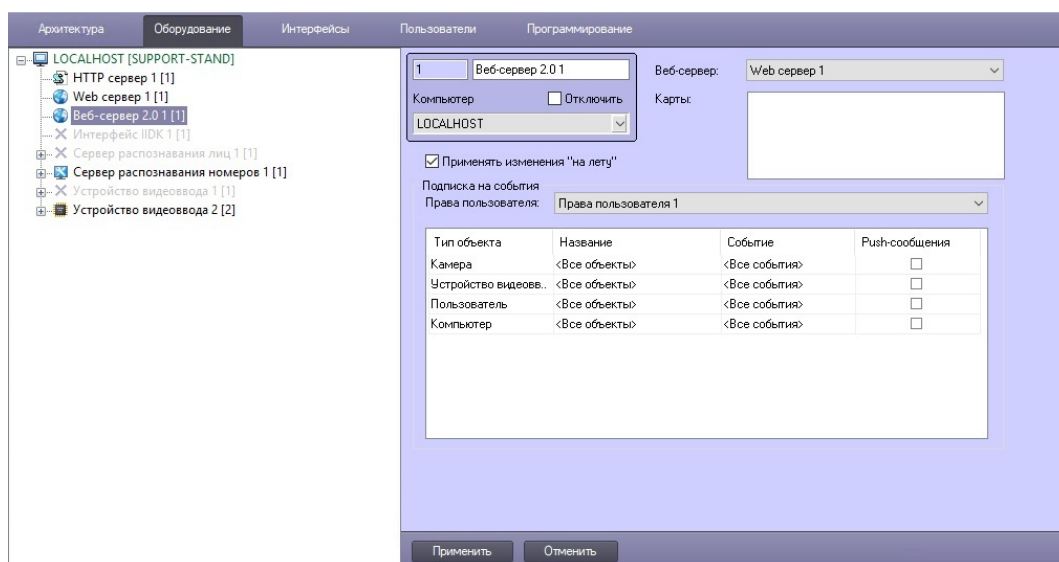 Архитектура Оборудование Интерфейсы Пользователи Программирование
LOCALHOST [SUPPORT-STAND]
HTTP сервер 1 [1]
Web сервер 1 [1]
Веб-сервер 2.0 1 [1]
Интерфейс IIDK 1 [1]
Сервер распознавания лиц 1 [1]
Сервер распознавания номеров 1 [1]
Устройство видеоввода 1 [1]
Устройство видеоввода 2 [2]
1 Веб-сервер 2.0 1
Компьютер Отключить
LOCALHOST
Веб-сервер: Web сервер 1
Карты:
Применять изменения "на лету"
Подписка на события
Права пользователя: Права пользователя 1
Тип объекта Название Событие Push-сообщения
Камера <Все объекты> <Все события>
Устройство видеовв.. <Все объекты> <Все события>
Пользователь <Все объекты> <Все события>
Компьютер <Все объекты> <Все события>
Применить Отменить